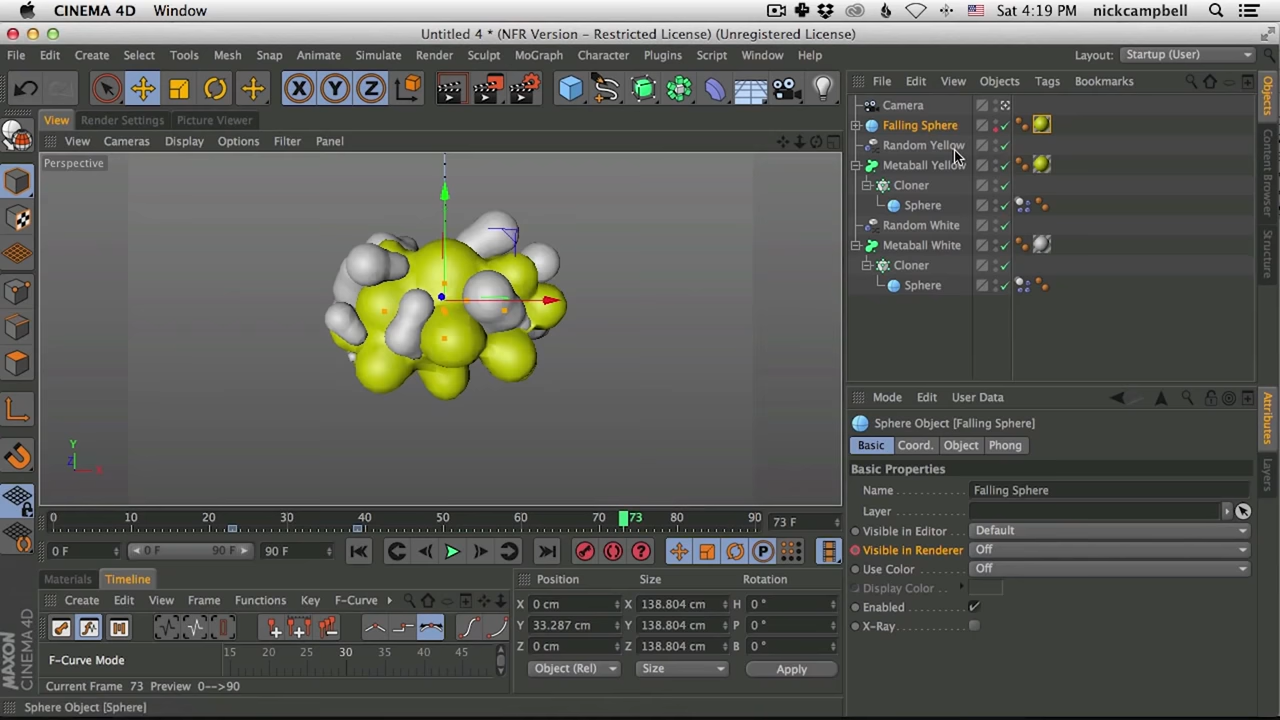 CINEMA 4D Window Sat 4:19 PM nickcampbell
Untitled 4 * (NFR Version - Restricted License) (Unregistered License)
File Edit Create Select Tools Mesh Snap Animate Simulate Render Sculpt MoGraph Character Plugins Script Window Help Layout: Startup (User)
X Y Z
File Edit View Objects Tags Bookmarks
View Render Settings Picture Viewer
View Cameras Display Options Filter Panel
Perspective
Camera
Falling Sphere
Random Yellow
Metaball Yellow
Cloner
Sphere
Random White
Metaball White
Cloner
Sphere
Objects
Content Browser
Structure
Y
Z X
Mode Edit User Data
Sphere Object [Falling Sphere]
Basic Coord. Object Phong
Basic Properties
Name Falling Sphere
Layer
Visible in Editor Default
Visible in Renderer Off
Use Color Off
Display Color
Enabled
X-Ray
Attributes
Layers
0 10 20 30 40 50 60 70 73 80 90 73 F
0 F 0 F 90 F 90 F
P
Materials Timeline
Create Edit View Frame Functions Key F-Curve
F-Curve Mode
15 20 25 30 35 40 45
Current Frame 73 Preview 0-->90
Position Size Rotation
X 0 cm X 138.804 cm H 0 °
Y 33.287 cm Y 138.804 cm P 0 °
Z 0 cm Z 138.804 cm B 0 °
Object (Rel) Size Apply
MAXON CINEMA 4D
Sphere Object [Sphere]